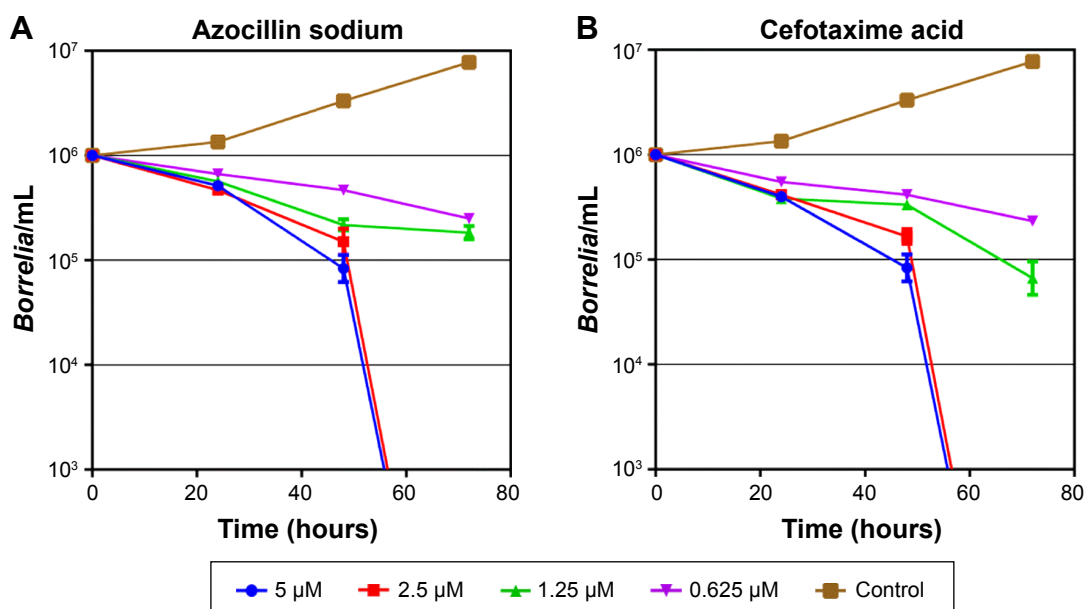 A Azocillin sodium
10⁷
10⁶
10⁵
10⁴
10³
Borrelia/mL
0 20 40 60 80
Time (hours)
B Cefotaxime acid
10⁷
10⁶
10⁵
10⁴
10³
Borrelia/mL
0 20 40 60 80
Time (hours)
5 µM 2.5 µM 1.25 µM 0.625 µM Control